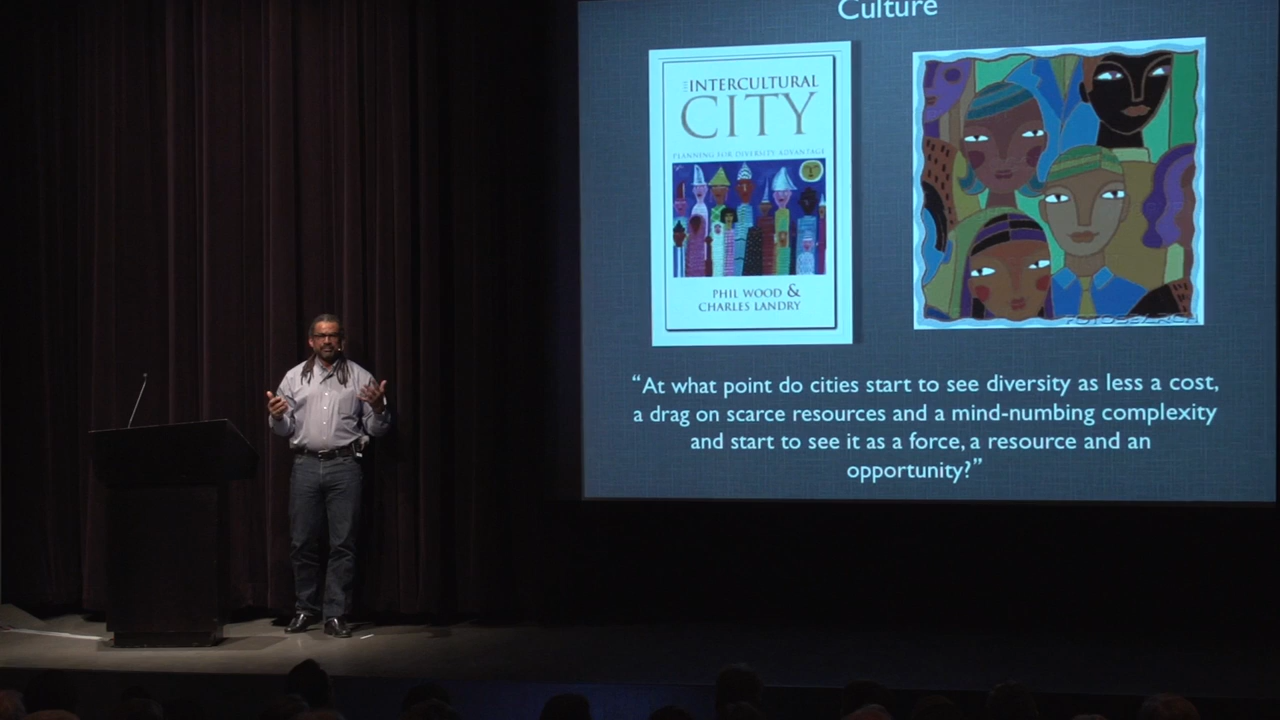 Culture
THE INTERCULTURAL
CITY
PLANNING FOR DIVERSITY ADVANTAGE
PHIL WOOD &
CHARLES LANDRY
FOTOSEARCH
“At what point do cities start to see diversity as less a cost,
a drag on scarce resources and a mind-numbing complexity
and start to see it as a force, a resource and an
opportunity?”